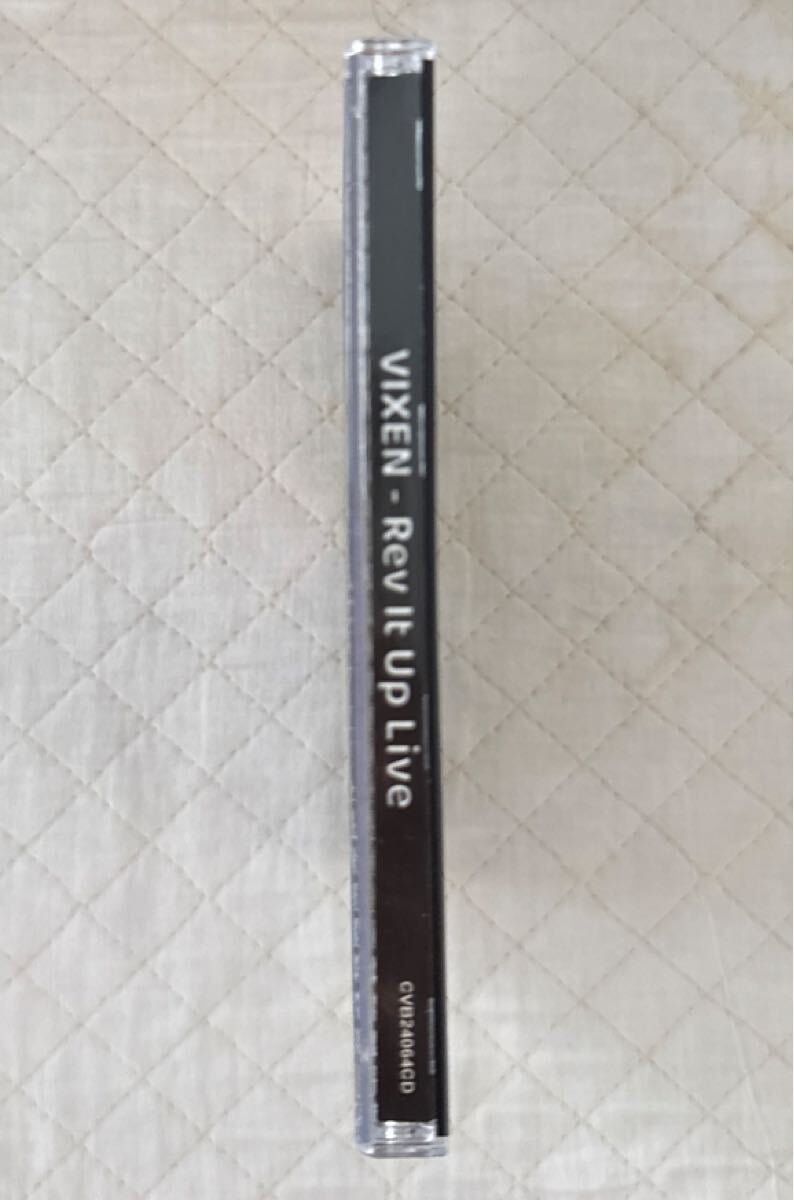 VIXEN - Rev It Up Live
CVB24064CD